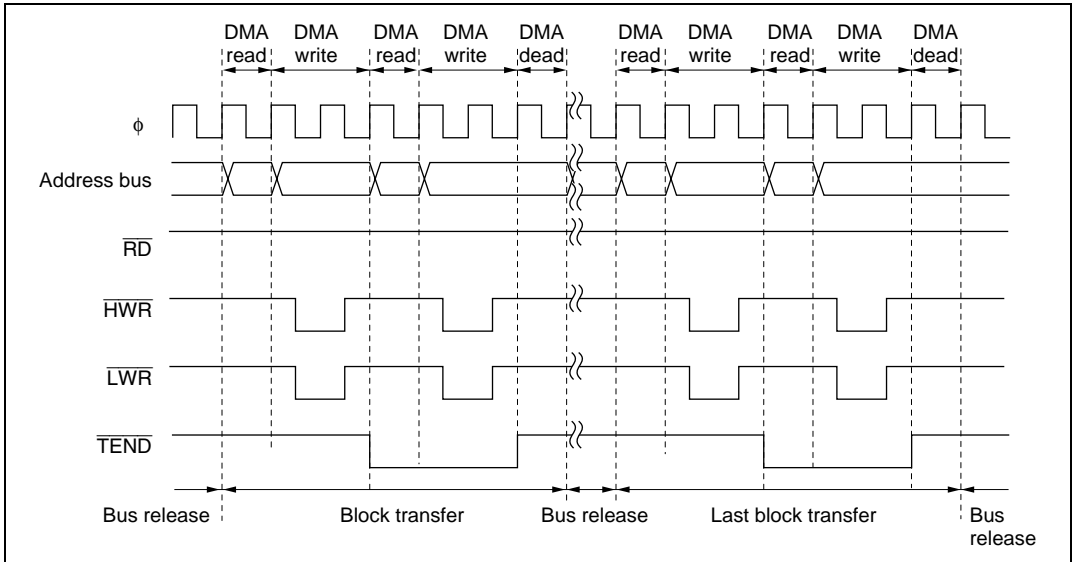 DMA DMA DMA DMA DMA DMA DMA DMA DMA DMA
read write read write dead read write read write dead
φ
Address bus
RD
HWR
LWR
TEND
Bus release Block transfer Bus release Last block transfer Bus
release